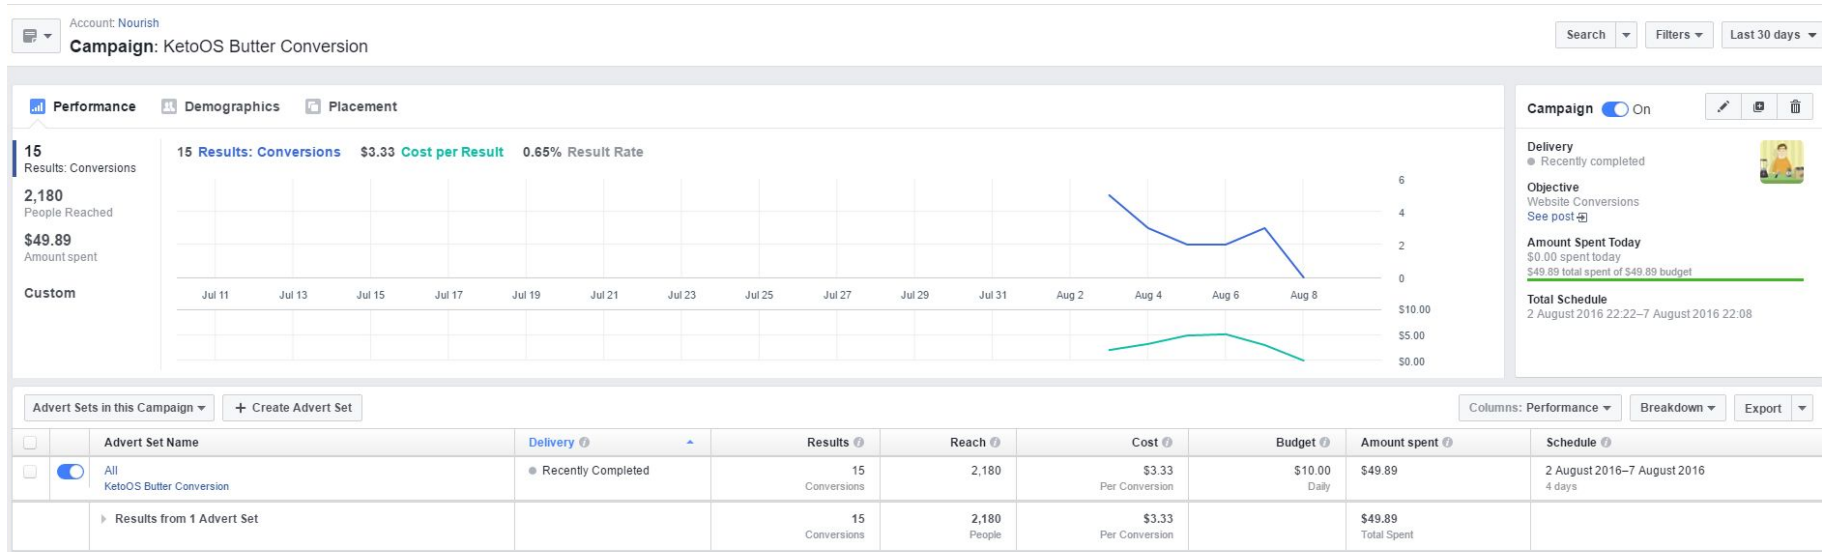 Account: Nourish
Campaign: KetoOS Butter Conversion
Search
Filters
Last 30 days
Performance
Demographics
Placement
15
Results: Conversions
2,180
People Reached
$49.89
Amount spent
Custom
15 Results: Conversions $3.33 Cost per Result 0.65% Result Rate
6
4
2
0
Jul 11 Jul 13 Jul 15 Jul 17 Jul 19 Jul 21 Jul 23 Jul 25 Jul 27 Jul 29 Jul 31 Aug 2 Aug 4 Aug 6 Aug 8
$10.00
$5.00
$0.00
Campaign On
Delivery
Recently completed
Objective
Website Conversions
See post
Amount Spent Today
$0.00 spent today
$49.89 total spent of $49.89 budget
Total Schedule
2 August 2016 22:22–7 August 2016 22:08
Advert Sets in this Campaign
+ Create Advert Set
Columns: Performance
Breakdown
Export
Advert Set Name Delivery Results Reach Cost Budget Amount spent Schedule
All Recently Completed 15 2,180 $3.33 $10.00 $49.89 2 August 2016–7 August 2016
KetoOS Butter Conversion Conversions Per Conversion Daily 4 days
Results from 1 Advert Set 15 2,180 $3.33 $49.89
Conversions People Per Conversion Total Spent